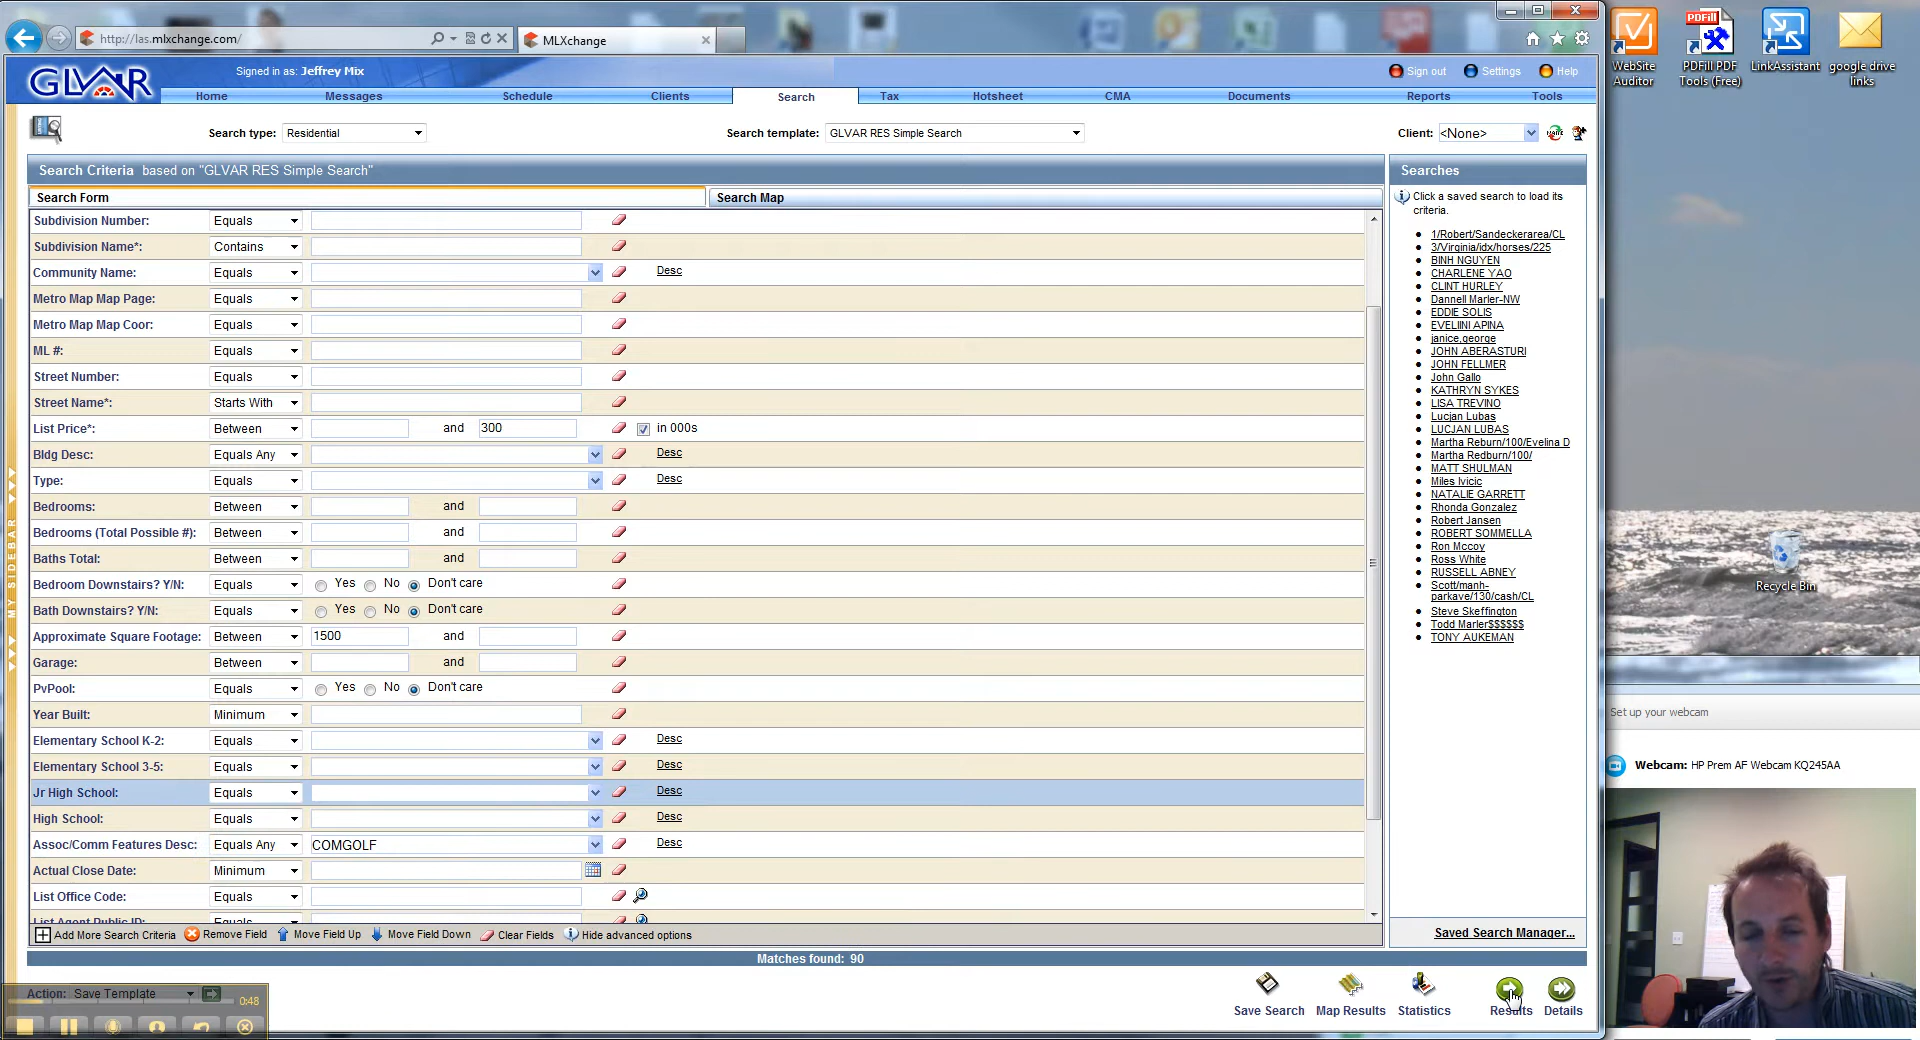 http://las.mlxchange.com/
MLXchange
GLVAR
Signed in as: Jeffrey Mix
Sign out Settings Help
Home Messages Schedule Clients Search Tax Hotsheet CMA Documents Reports Tools
Search type: Residential Search template: GLVAR RES Simple Search Client: <None>
Search Criteria based on "GLVAR RES Simple Search"
Search Form Search Map
Subdivision Number: Equals
Subdivision Name*: Contains
Community Name: Equals Desc
Metro Map Map Page: Equals
Metro Map Map Coor: Equals
ML #: Equals
Street Number: Equals
Street Name*: Starts With
List Price*: Between and 300 in 000s
Bldg Desc: Equals Any Desc
Type: Equals Desc
Bedrooms: Between and
Bedrooms (Total Possible #): Between and
Baths Total: Between and
Bedroom Downstairs? Y/N: Equals Yes No Don't care
Bath Downstairs? Y/N: Equals Yes No Don't care
Approximate Square Footage: Between 1500 and
Garage: Between and
PvPool: Equals Yes No Don't care
Year Built: Minimum
Elementary School K-2: Equals Desc
Elementary School 3-5: Equals Desc
Jr High School: Equals Desc
High School: Equals Desc
Assoc/Comm Features Desc: Equals Any COMGOLF Desc
Actual Close Date: Minimum
List Office Code: Equals
List Agent Public ID: Equals
Add More Search Criteria Remove Field Move Field Up Move Field Down Clear Fields Hide advanced options
Matches found: 90
Action: Save Template
0:48
Save Search Map Results Statistics Results Details
MY SIDEBAR
Searches
Click a saved search to load its
criteria.
1/Robert/Sandeckerarea/CL
3/Virginia/idx/horses/225
BINH NGUYEN
CHARLENE YAO
CLINT HURLEY
Dannell Marler-NW
EDDIE SOLIS
EVELIINI APINA
janice,george
JOHN ABERASTURI
JOHN FELLMER
John Gallo
KATHRYN SYKES
LISA TREVINO
Lucjan Lubas
LUCJAN LUBAS
Martha Reburn/100/Evelina D
Martha Redburn/100/
MATT SHULMAN
Miles Ivicic
NATALIE GARRETT
Rhonda Gonzalez
Robert Jansen
ROBERT SOMMELLA
Ron Mccoy
Ross White
RUSSELL ABNEY
Scott/manh-
parkave/130/cash/CL
Steve Skeffington
Todd Marler$$$$$$
TONY AUKEMAN
Saved Search Manager...
WebSite
Auditor
PDFill
PDFill PDF
Tools (Free)
LinkAssistant
google drive
links
Recycle Bin
Set up your webcam
Webcam: HP Prem AF Webcam KQ245AA